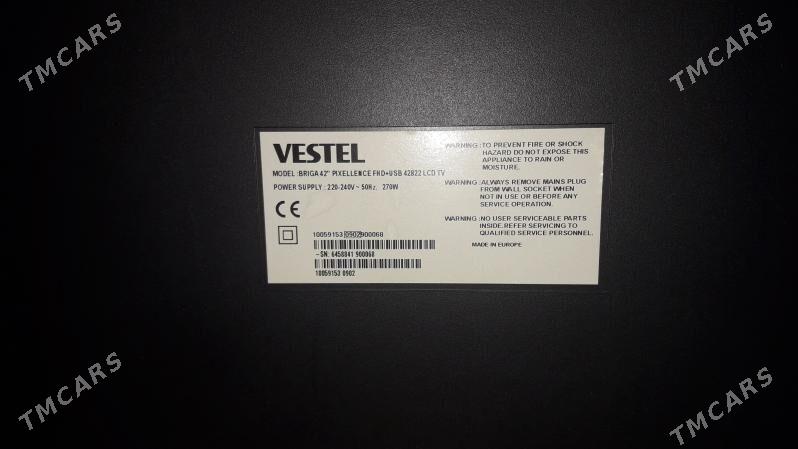 TMCARS
TMCARS
VESTEL
MODEL :BRIGA 42" PIXELLENCE FHD+USB 42822 LCD TV
POWER SUPPLY : 220-240V ~ 50Hz. 270W
CE
10059153 0902 900068
-SN: 6458841 900068
10059153 0902
WARNING :TO PREVENT FIRE OR SHOCK
HAZARD DO NOT EXPOSE THIS
APPLIANCE TO RAIN OR
MOISTURE.
WARNING :ALWAYS REMOVE MAINS PLUG
FROM WALL SOCKET WHEN
NOT IN USE OR BEFORE ANY
SERVICE OPERATION.
WARNING :NO USER SERVICEABLE PARTS
INSIDE.REFER SERVICING TO
QUALIFIED SERVICE PERSONNEL.
MADE IN EUROPE
TMCARS
TMCARS